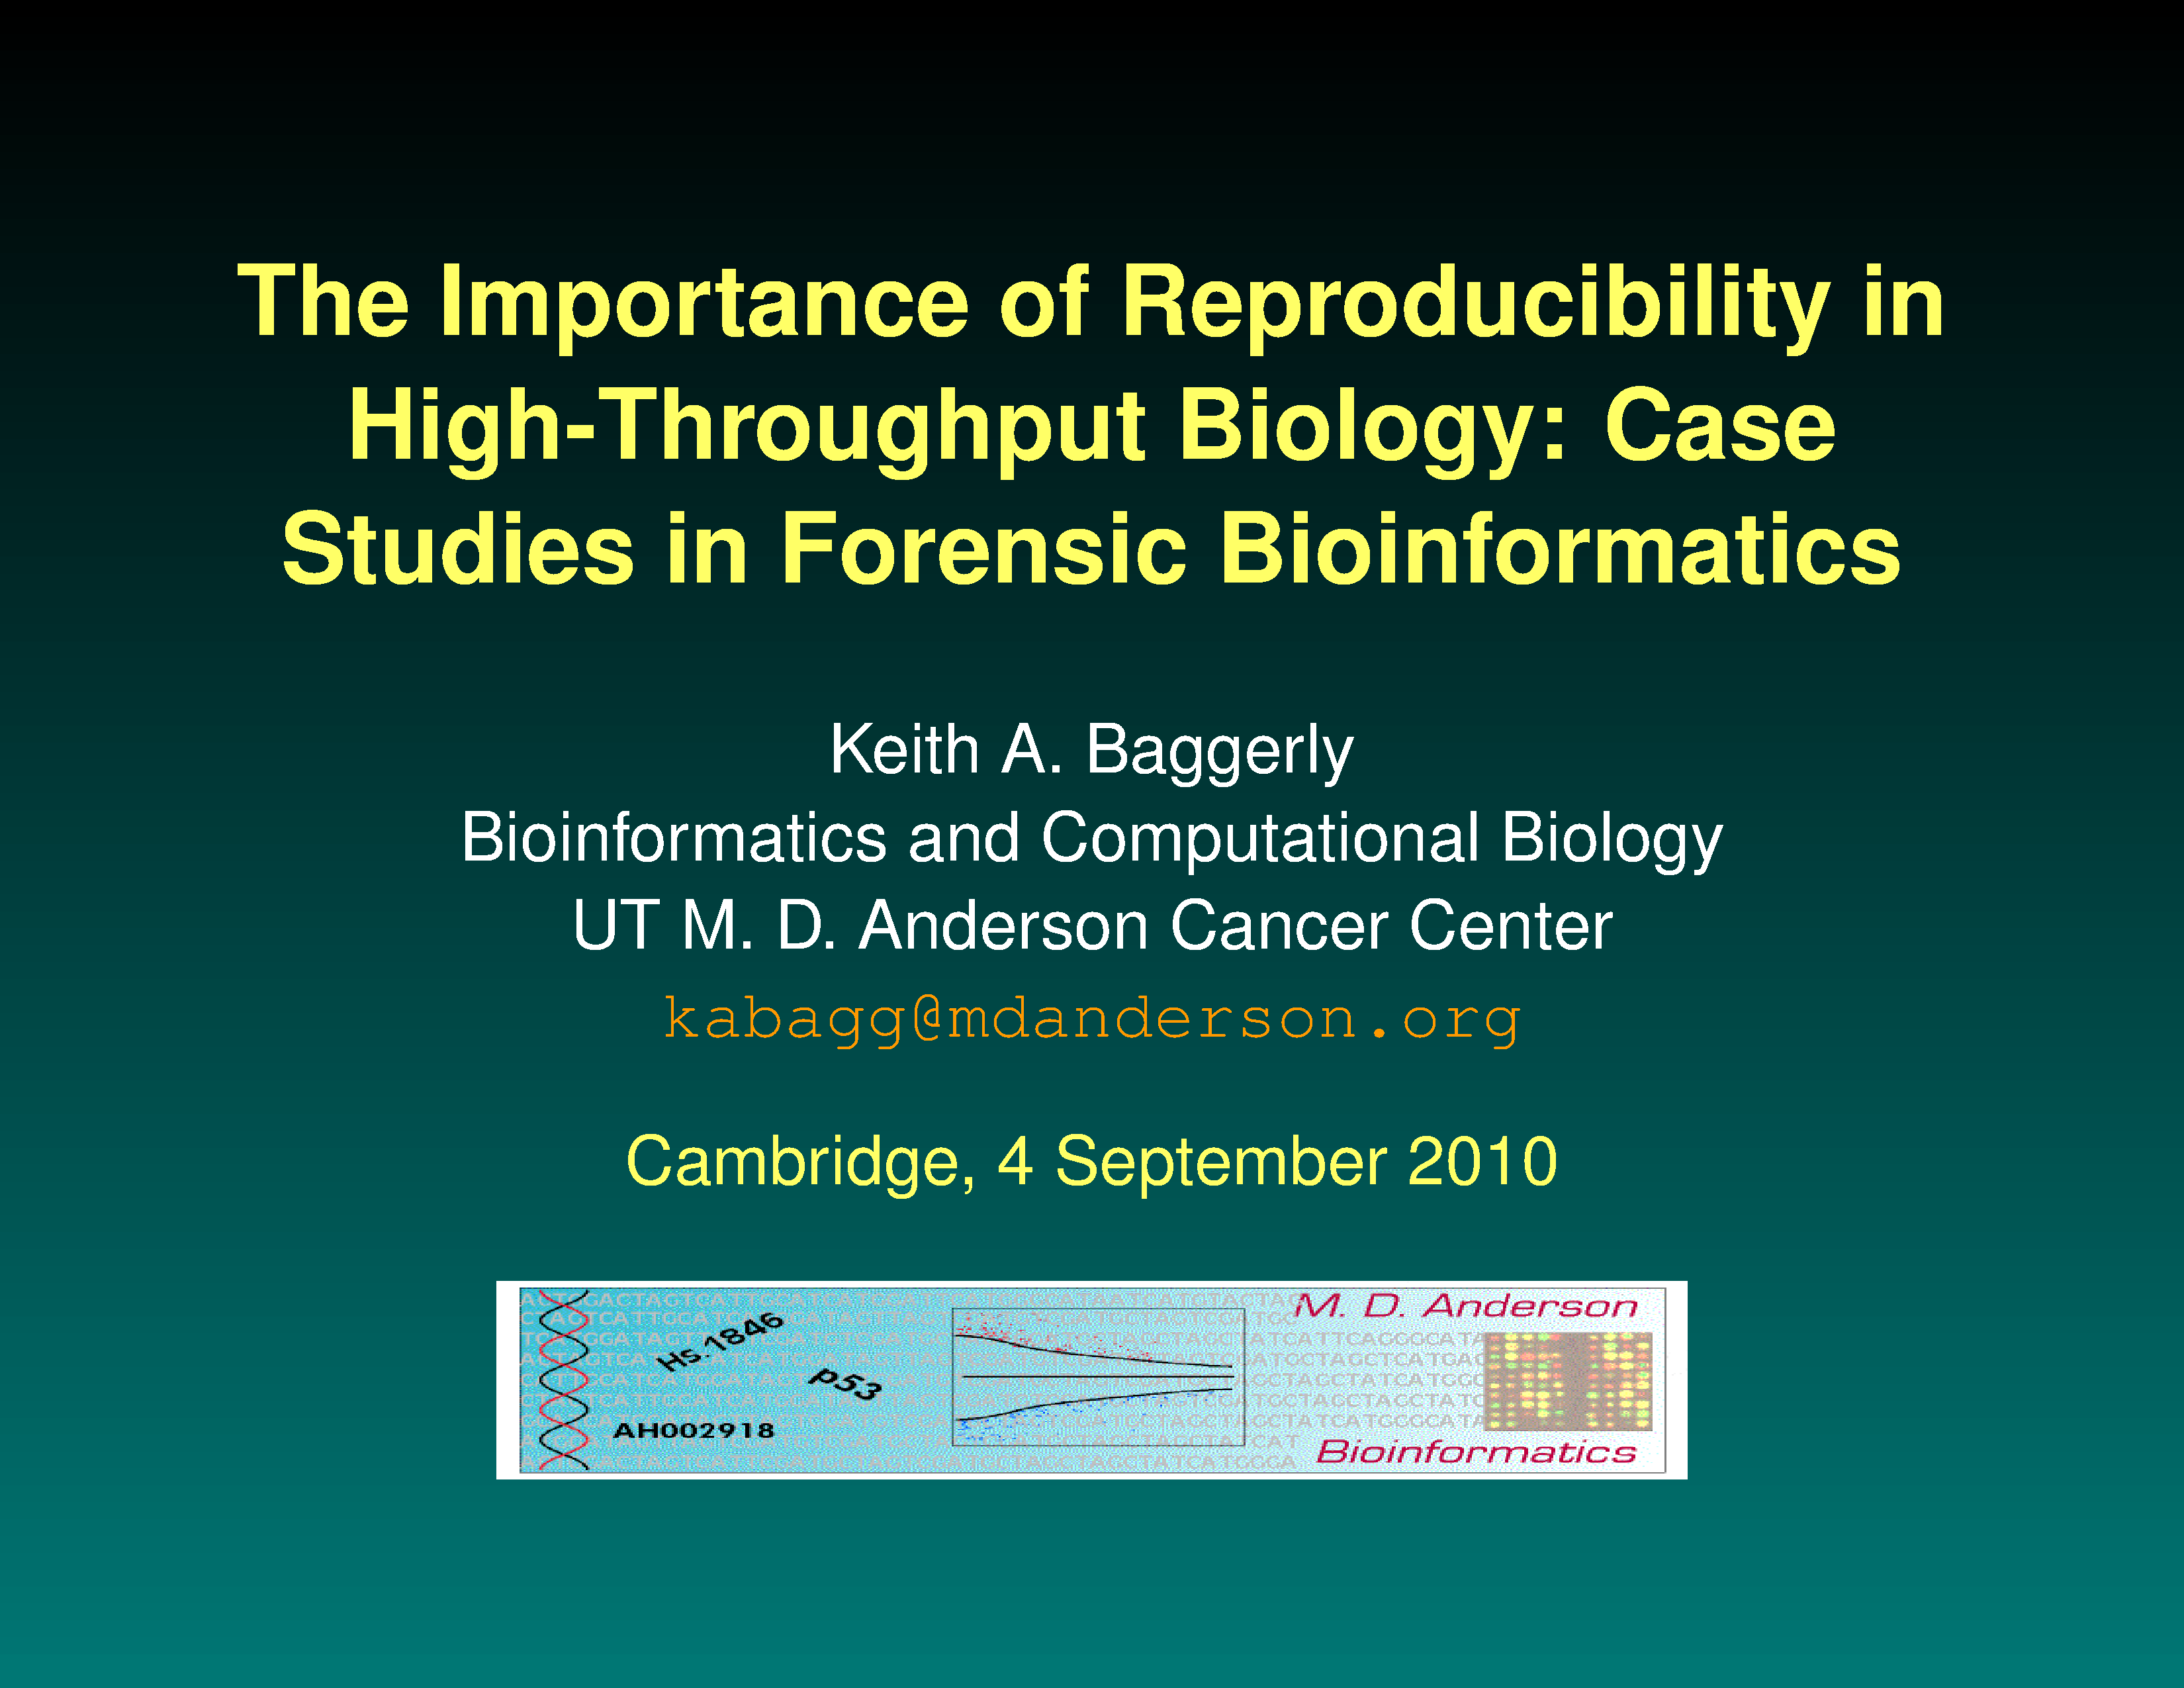 The Importance of Reproducibility in
High-Throughput Biology: Case
Studies in Forensic Bioinformatics
Keith A. Baggerly
Bioinformatics and Computational Biology
UT M. D. Anderson Cancer Center
kabagg@mdanderson.org
Cambridge, 4 September 2010
M. D. Anderson
Hs.1846
p53
AH002918
Bioinformatics